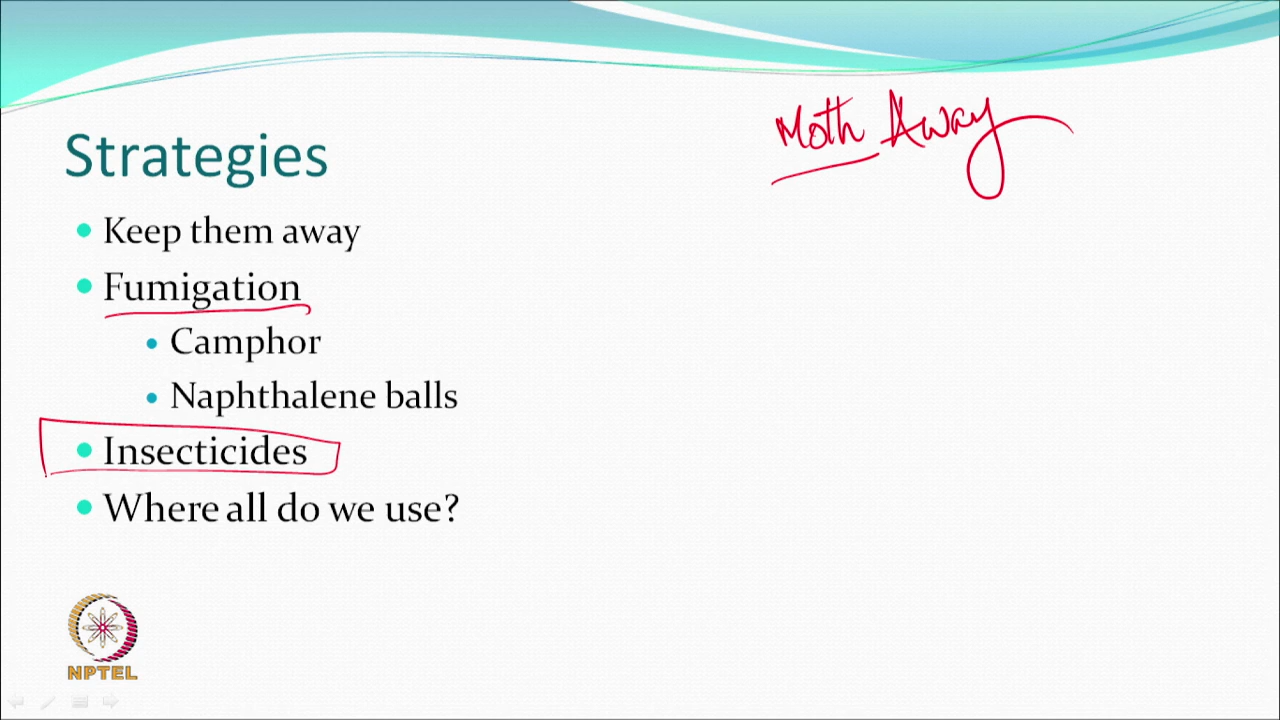 Moth Away
Strategies
Keep them away
Fumigation
Camphor
Naphthalene balls
Insecticides
Where all do we use?
NPTEL